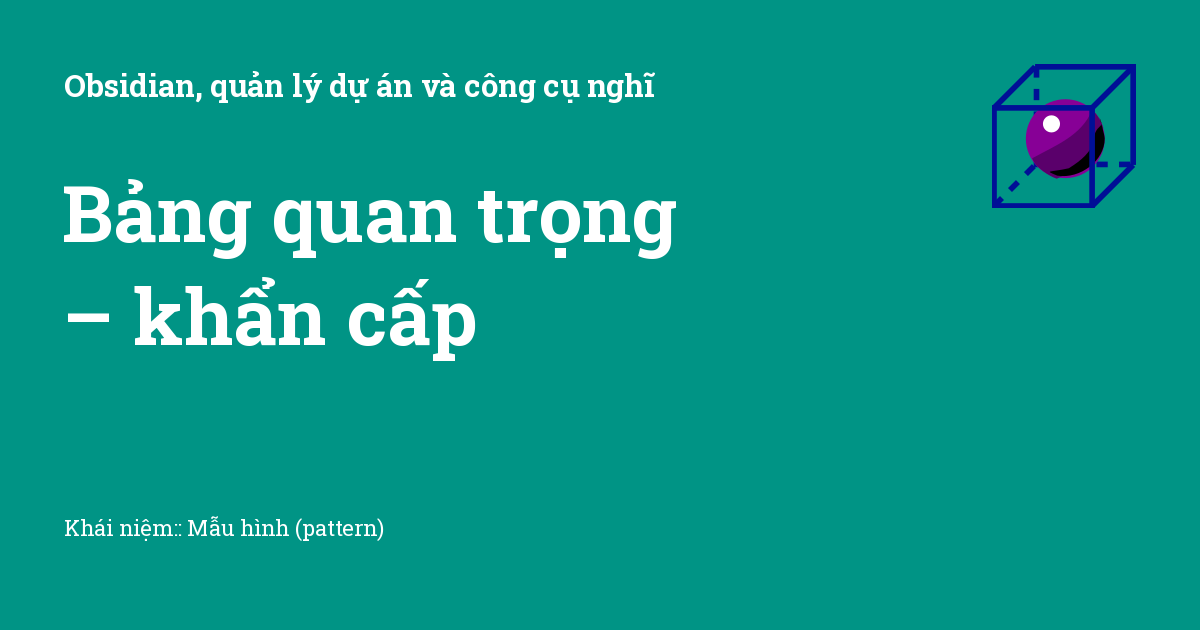 Obsidian, quản lý dự án và công cụ nghĩ
Bảng quan trọng
– khẩn cấp
Khái niệm:: Mẫu hình (pattern)